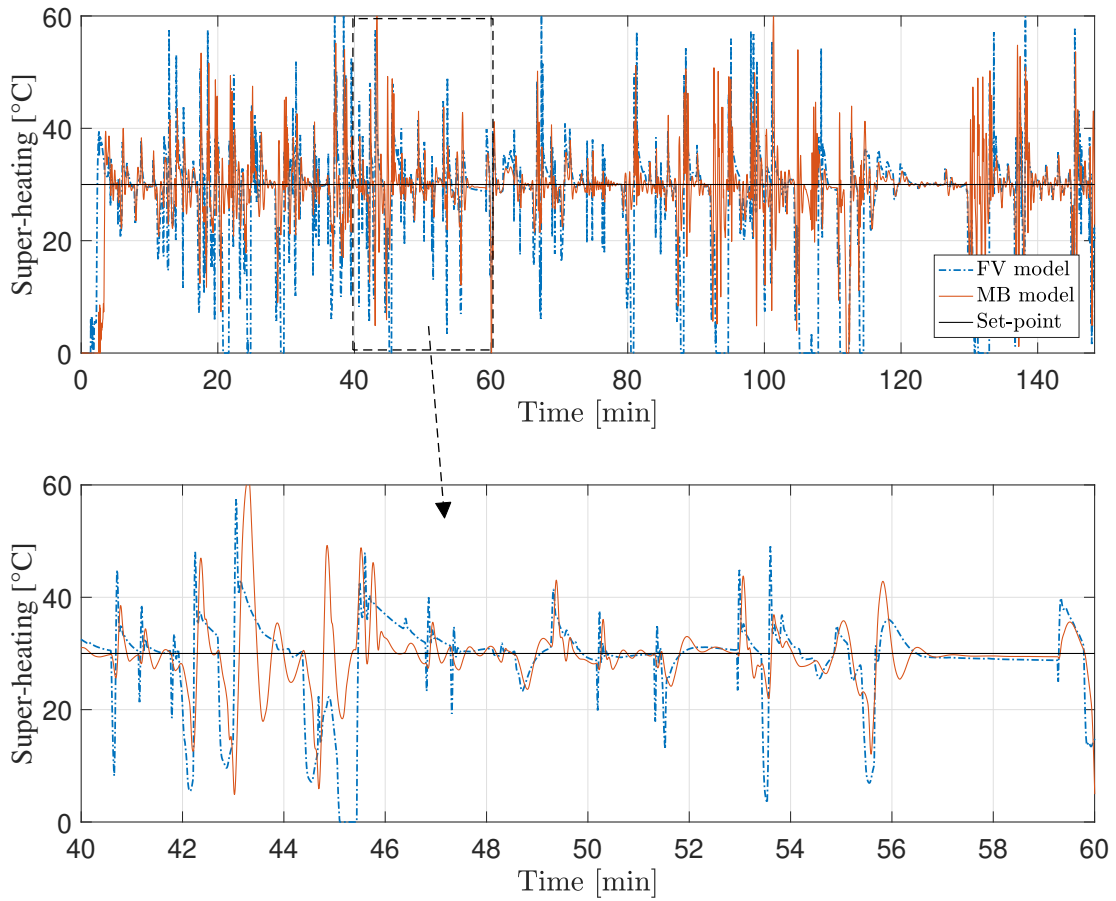 60
40
20
0
Super-heating [°C]
FV model
MB model
Set-point
0 20 40 60 80 100 120 140
Time [min]
60
40
20
0
Super-heating [°C]
40 42 44 46 48 50 52 54 56 58 60
Time [min]